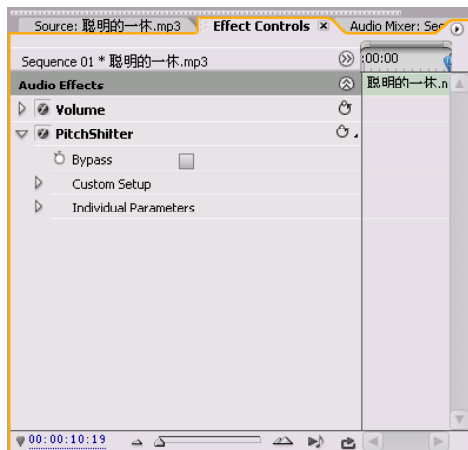 Source: 聪明的一休.mp3 Effect Controls Audio Mixer: Sec
Sequence 01 * 聪明的一休.mp3 :00:00
Audio Effects 聪明的一休.n
Volume
PitchShifter
Bypass
Custom Setup
Individual Parameters
00:00:10:19